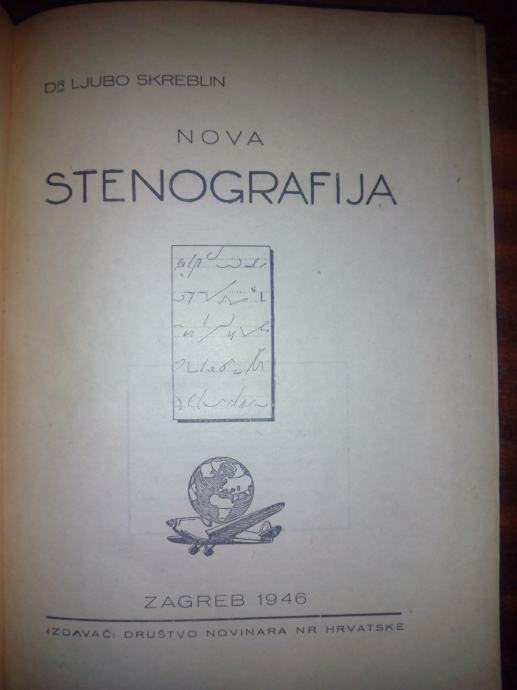 DR LJUBO SKREBLIN
NOVA
STENOGRAFIJA
ZAGREB 1946
IZDAVAČ: DRUŠTVO NOVINARA NR HRVATSKE